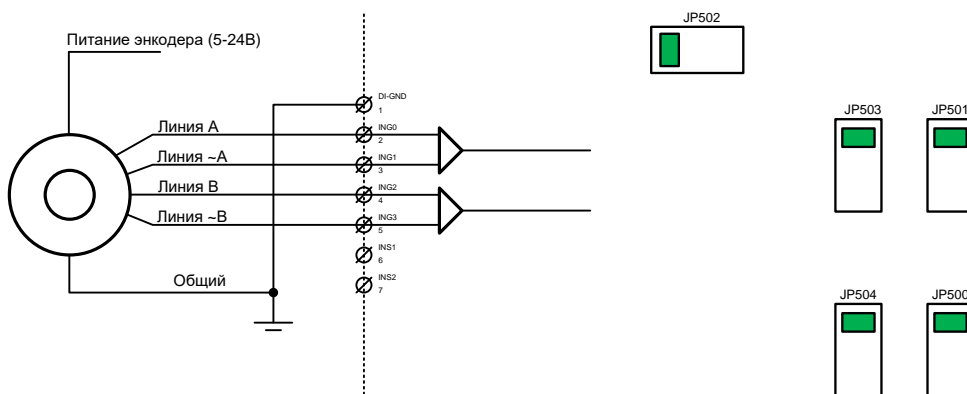 Питание энкодера (5-24В)
DI-GND
1
Линия А
ING0
2
Линия ~А
ING1
3
Линия В
ING2
4
Линия ~В
ING3
5
INS1
6
INS2
7
Общий
JP502
JP503
JP501
JP504
JP500